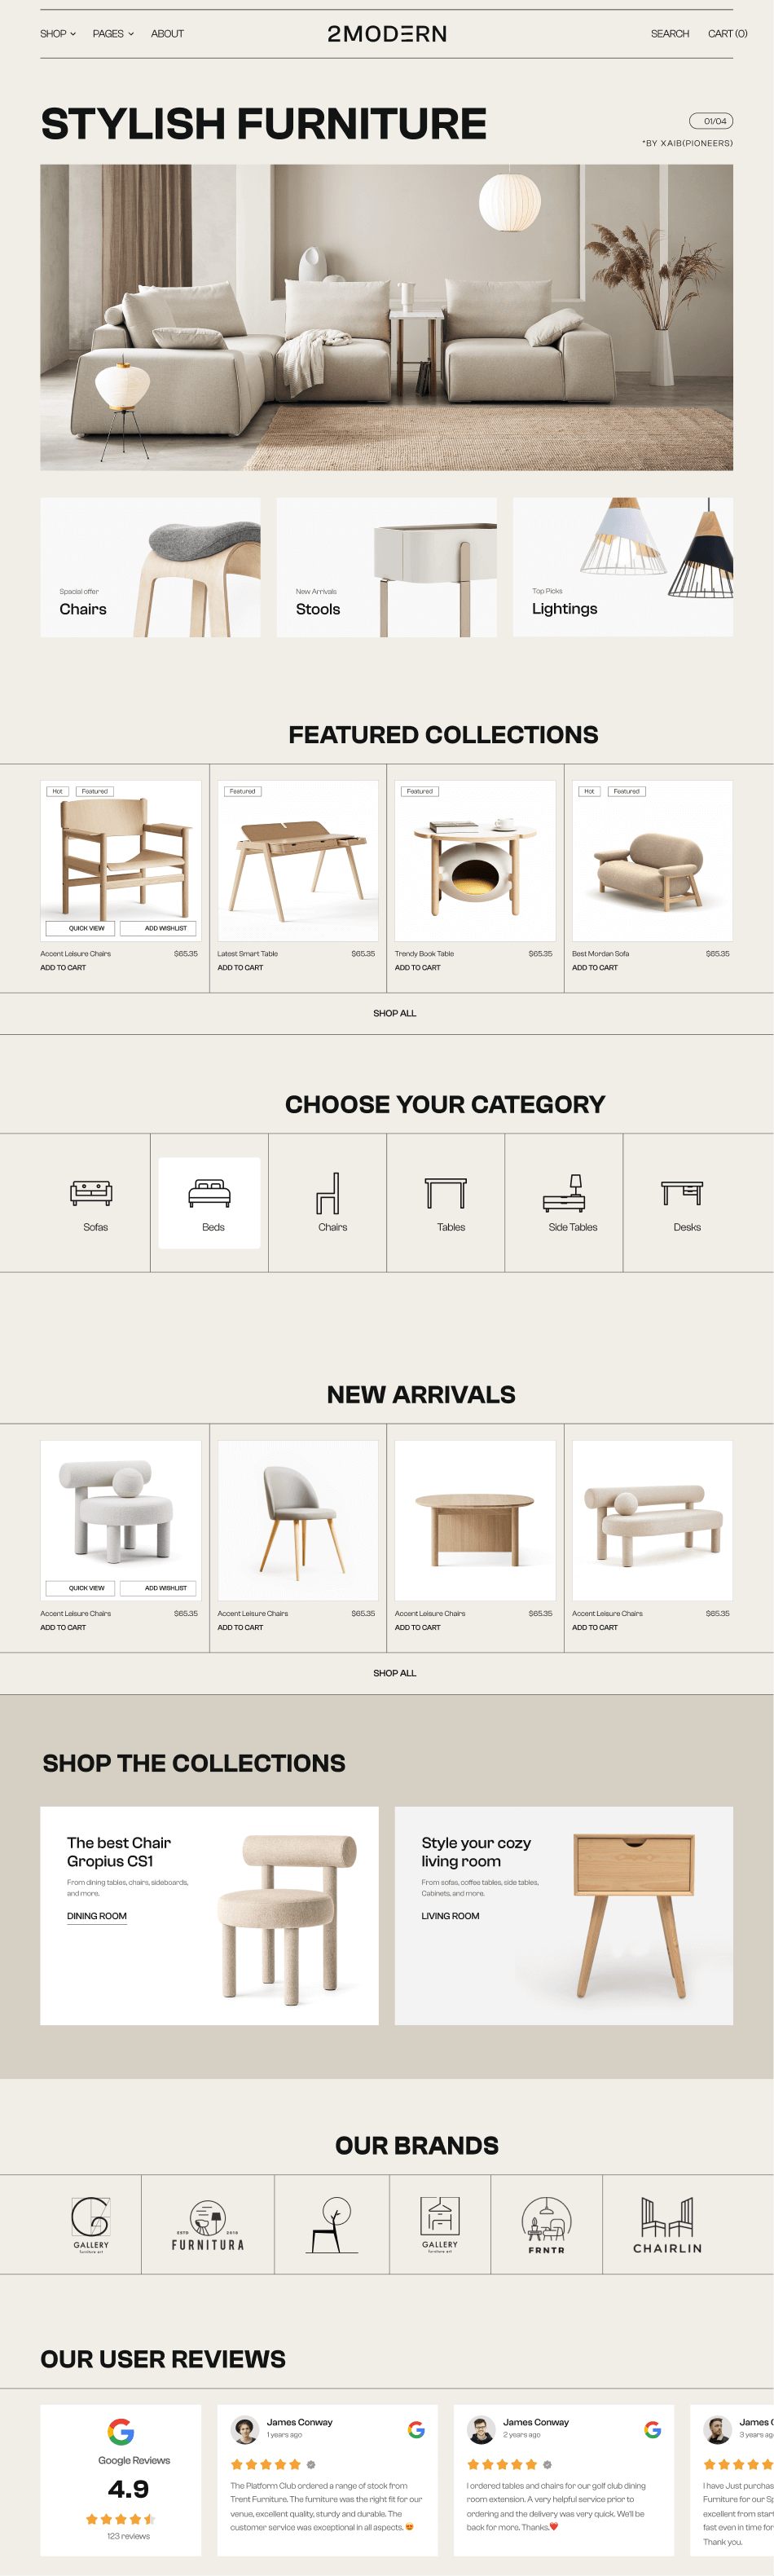 SHOP PAGES ABOUT 2MODERN SEARCH CART (0)
STYLISH FURNITURE
01/04
*BY XAIB(PIONEERS)
Spacial offer
Chairs
New Arrivals
Stools
Top Picks
Lightings
FEATURED COLLECTIONS
Hot Featured
QUICK VIEW ADD WISHLIST
Accent Leisure Chairs $65.35
ADD TO CART
Featured
Latest Smart Table $65.35
ADD TO CART
Featured
Trendy Book Table $65.35
ADD TO CART
Hot Featured
Best Mordan Sofa $65.35
ADD TO CART
SHOP ALL
CHOOSE YOUR CATEGORY
Sofas Beds Chairs Tables Side Tables Desks
NEW ARRIVALS
QUICK VIEW ADD WISHLIST
Accent Leisure Chairs $65.35
ADD TO CART
Accent Leisure Chairs $65.35
ADD TO CART
Accent Leisure Chairs $65.35
ADD TO CART
Accent Leisure Chairs $65.35
ADD TO CART
SHOP ALL
SHOP THE COLLECTIONS
The best Chair
Gropius CS1
From dining tables, chairs, sideboards,
and more.
DINING ROOM
Style your cozy
living room
From sofas, coffee tables, side tables,
Cabinets, and more.
LIVING ROOM
OUR BRANDS
G
GALLERY
furniture art
ESTD 2018
FURNITURA
GALLERY
furniture art
FRNTR
CHAIRLIN
OUR USER REVIEWS
Google Reviews
4.9
123 reviews
James Conway
1 years ago
The Platform Club ordered a range of stock from
Trent Furniture. The furniture was the right fit for our
venue, excellent quality, sturdy and durable. The
customer service was exceptional in all aspects. 😍
James Conway
2 years ago
I ordered tables and chairs for our golf club dining
room extension. A very helpful service prior to
ordering and the delivery was very quick. We'll be
back for more. Thanks.❤️
James
3 years
I have Just
Furniture for our
excellent from
fast even in time for
Thank you.